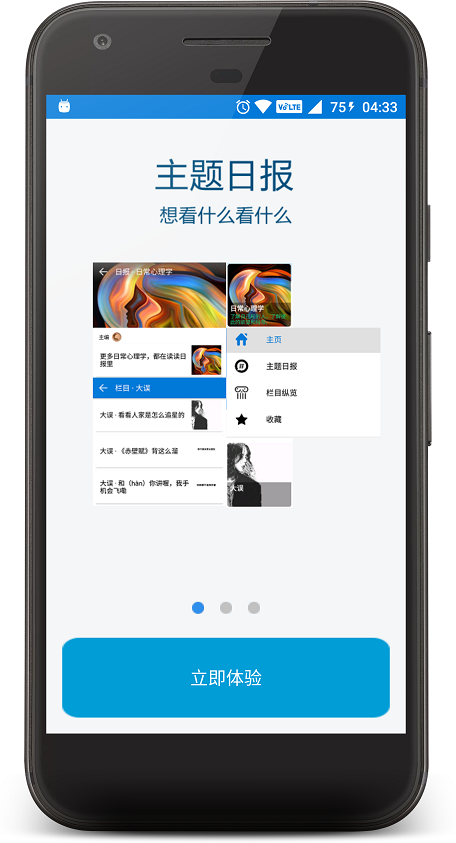 VoLTE 75 04:33
主题日报
想看什么看什么
日报 · 日常心理学
主编
更多日常心理学，都在读读日
报里
栏目 · 大误
大误 · 看看人家是怎么追星的
大误 · 《赤壁赋》背这么溜
大误 · 和（hàn）你讲喔，我手
机会飞嘞
日常心理学
主页
主题日报
栏目纵览
收藏
大误
立即体验